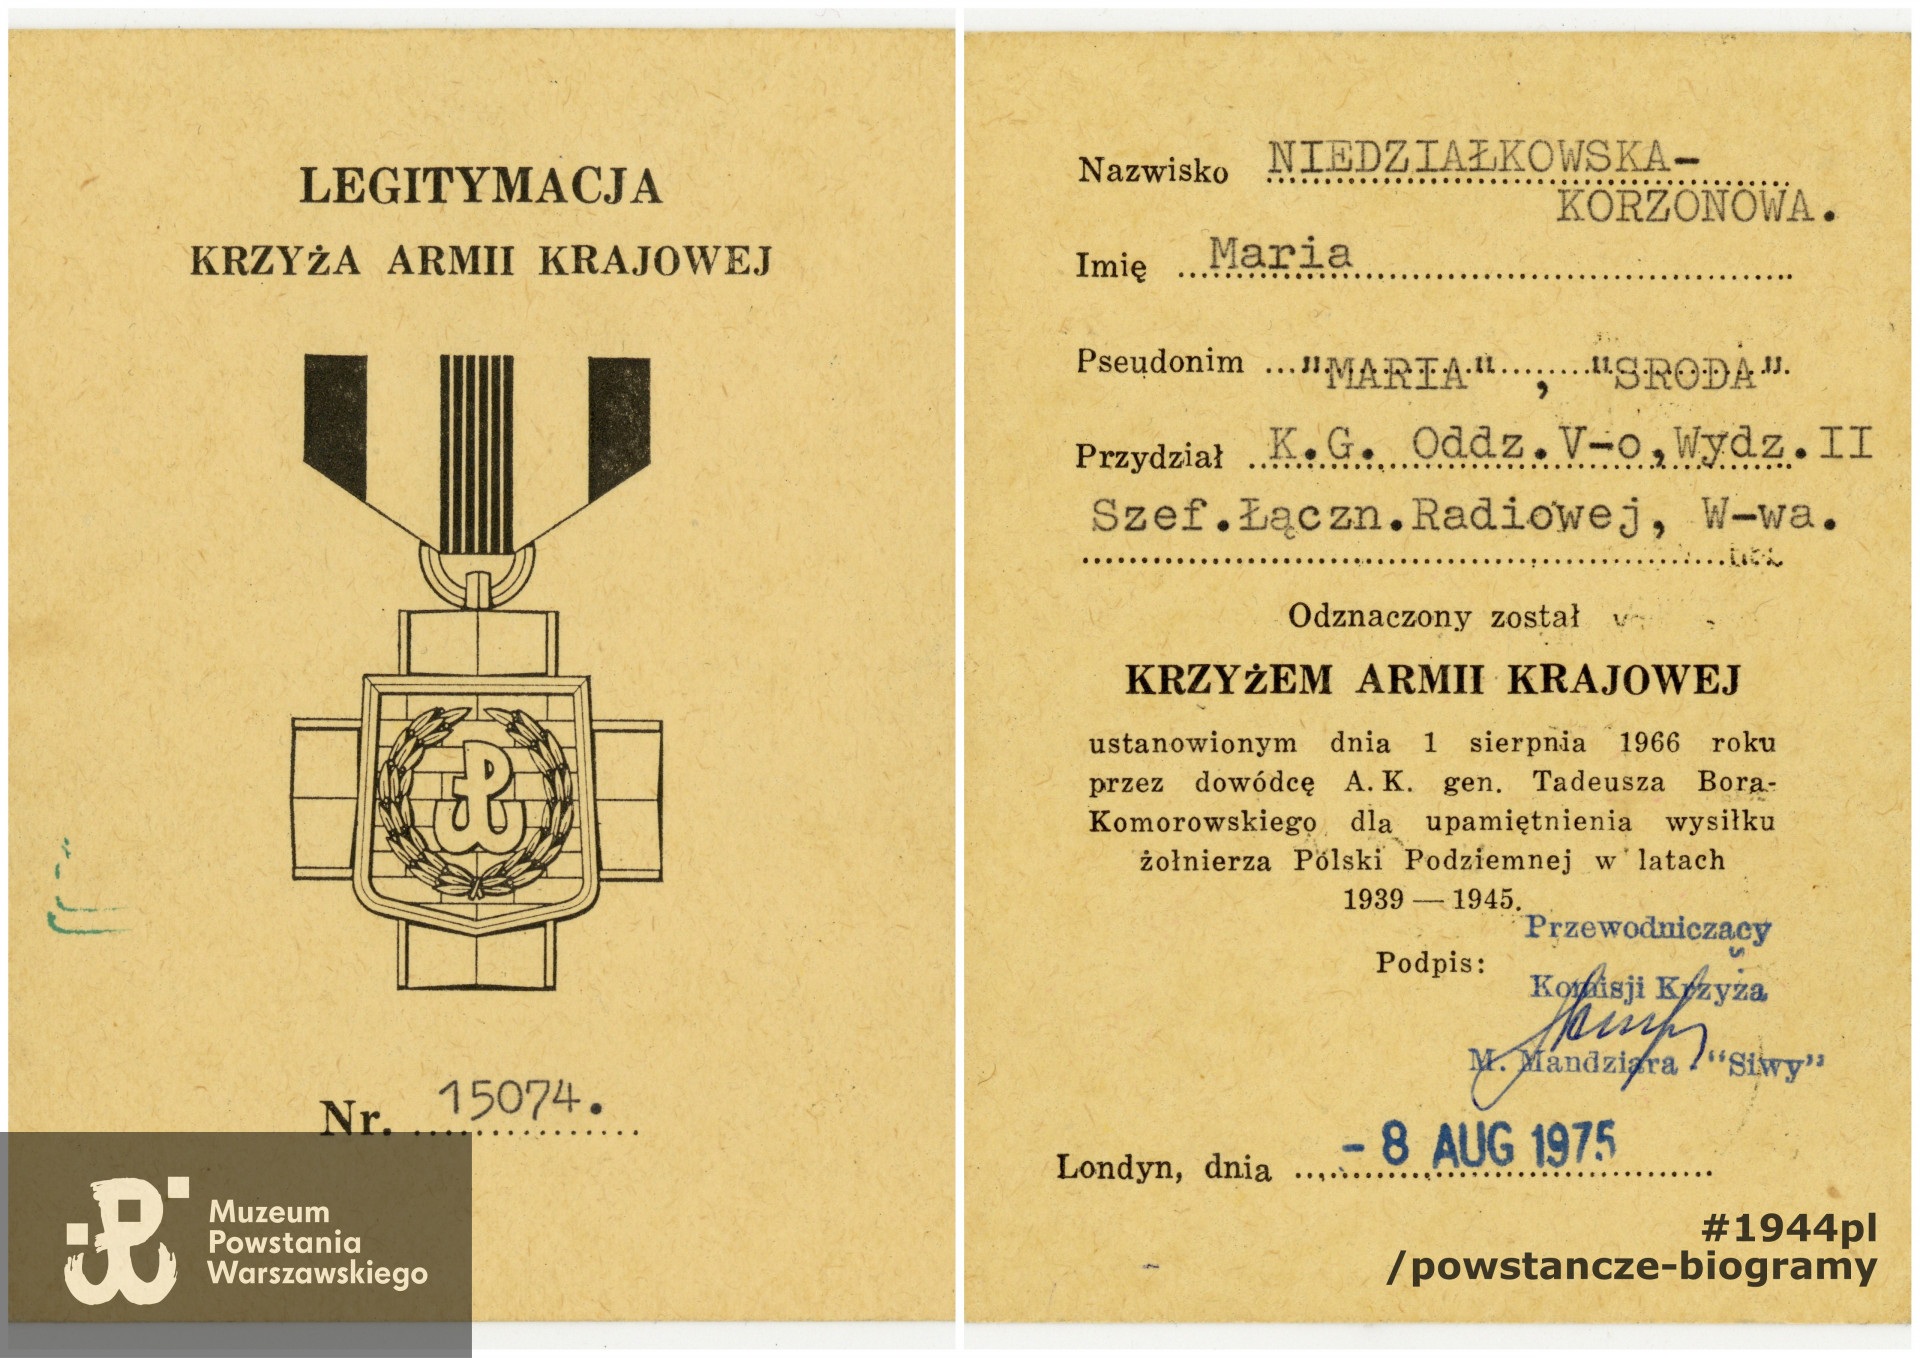 LEGITYMACJA
KRZYŻA ARMII KRAJOWEJ
Nr. 15074.
Muzeum
Powstania
Warszawskiego
Nazwisko NIEDZIAŁKOWSKA-
KORZONOWA.
Imię Maria
Pseudonim "MARIA", "SRODA".
Przydział K.G. Oddz.V-o,Wydz.II
Szef.Łączn.Radiowej, W-wa.
Odznaczony został
KRZYŻEM ARMII KRAJOWEJ
ustanowionym dnia 1 sierpnia 1966 roku
przez dowódcę A.K. gen. Tadeusza Bora-
Komorowskiego dla upamiętnienia wysiłku
żołnierza Polski Podziemnej w latach
1939 — 1945.
Przewodniczący
Podpis:
Komisji Krzyża
M. Mandziara "Siwy"
Londyn, dnia - 8 AUG 1975
#1944pl
/powstancze-biogramy